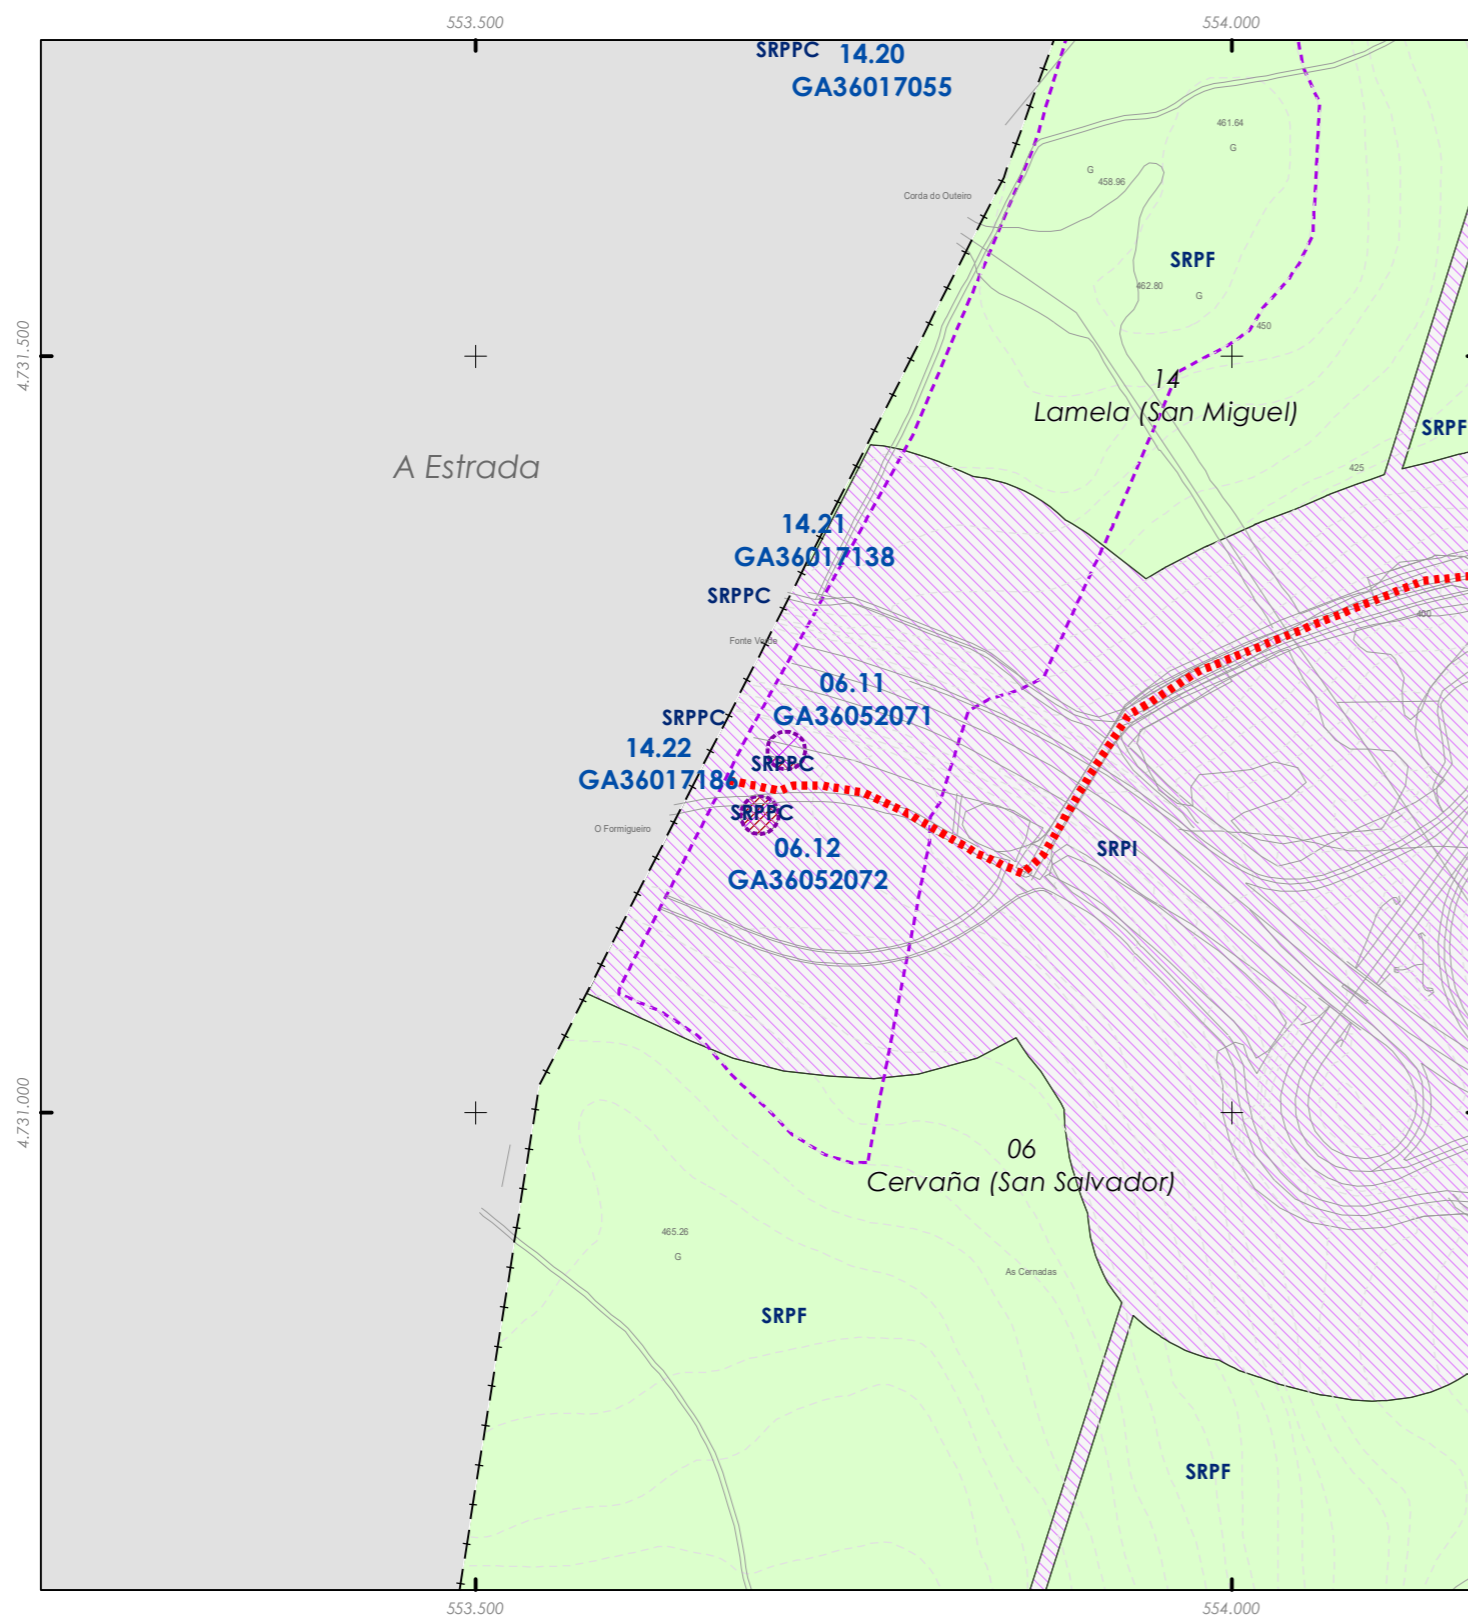 553.500
554.000
SRPPC
14.20
GA36017055
461.64
G
G
458.96
Corda do Outeiro
SRPF
462.80
G
450
4.731.500
14
Lamela (San Miguel)
SRPF
A Estrada
425
14.21
GA36017138
SRPPC
400
Fonte Verde
06.11
GA36052071
SRPPC
14.22
GA36017186
SRPPC
SRPPC
O Formigueiro
06.12
GA36052072
SRPI
4.731.000
06
Cervaña (San Salvador)
465.26
G
As Cernadas
SRPF
SRPF
553.500
554.000